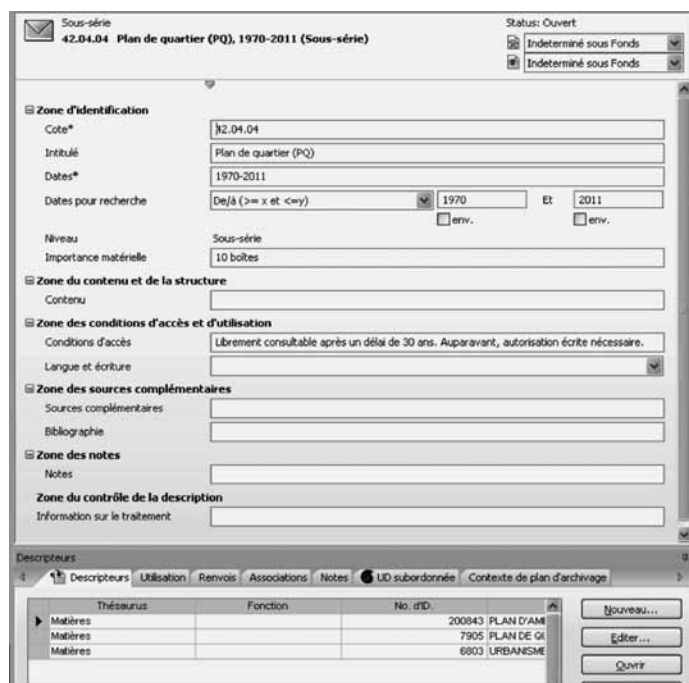 Sous-série
Status: Ouvert
42.04.04 Plan de quartier (PQ), 1970-2011 (Sous-série)
Indeterminé sous Fonds
Indeterminé sous Fonds
Zone d'identification
Cote* 42.04.04
Intitulé Plan de quartier (PQ)
Dates* 1970-2011
Dates pour recherche De/à (>= x et <=y) 1970 Et 2011
env. env.
Niveau Sous-série
Importance matérielle 10 boîtes
Zone du contenu et de la structure
Contenu
Zone des conditions d'accès et d'utilisation
Conditions d'accès Librement consultable après un délai de 30 ans. Auparavant, autorisation écrite nécessaire.
Langue et écriture
Zone des sources complémentaires
Sources complémentaires
Bibliographie
Zone des notes
Notes
Zone du contrôle de la description
Information sur le traitement
Descripteurs
Descripteurs Utilisation Renvois Associations Notes UD subordonnée Contexte de plan d'archivage
Thésaurus Fonction No. d'ID.
Matières 200843 PLAN D'AMÉ
Matières 7905 PLAN DE QU
Matières 6803 URBANISME
Nouveau...
Editer...
Ouvrir